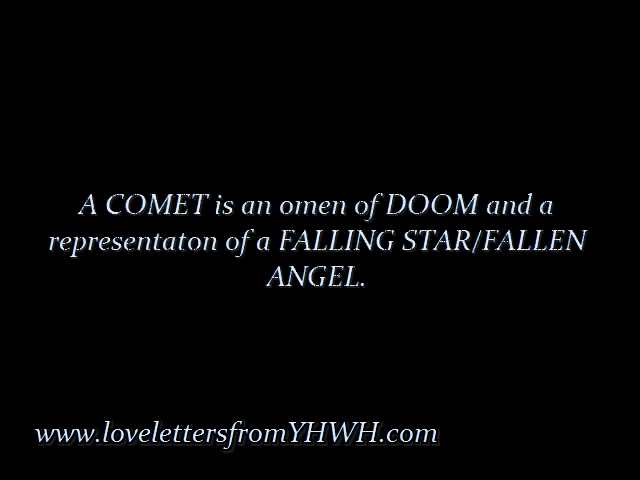 A COMET is an omen of DOOM and a
representaton of a FALLING STAR/FALLEN
ANGEL.
www.lovelettersfromYHWH.com